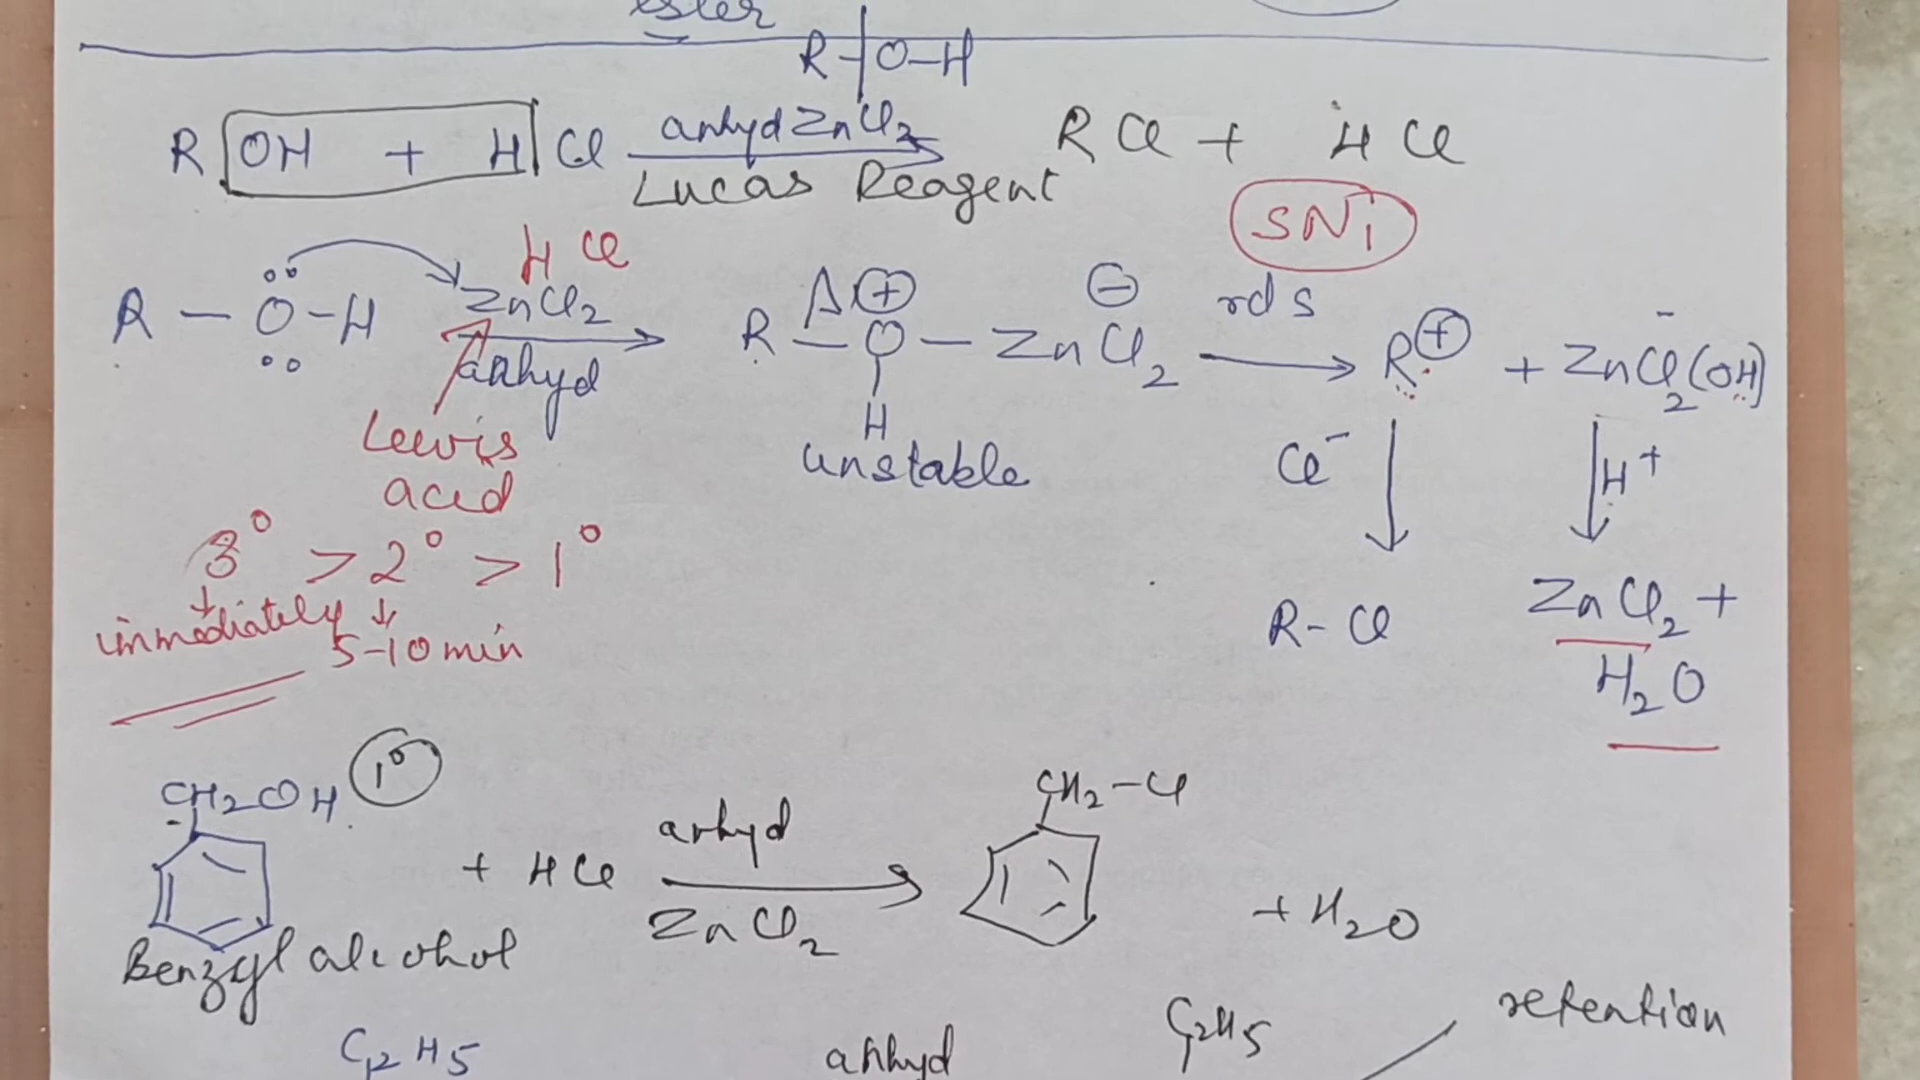 ester
R | O-H
R OH + H Cl anhyd ZnCl2 R Cl + H Cl
Lucas Reagent
SN1
H Cl
R - O - H ZnCl2 R - O - ZnCl2 rds R+ + ZnCl2(OH)
⊕ ⊖ -
anhyd H
Lewis unstable Cl- H+
acid
3° > 2° > 1°
immediately 5-10 min
R - Cl ZnCl2 +
H2O
CH2OH 1° CH2-Cl
+ HCl anhyd + H2O
ZnCl2
Benzyl alcohol
retention
C2H5 anhyd C2H5